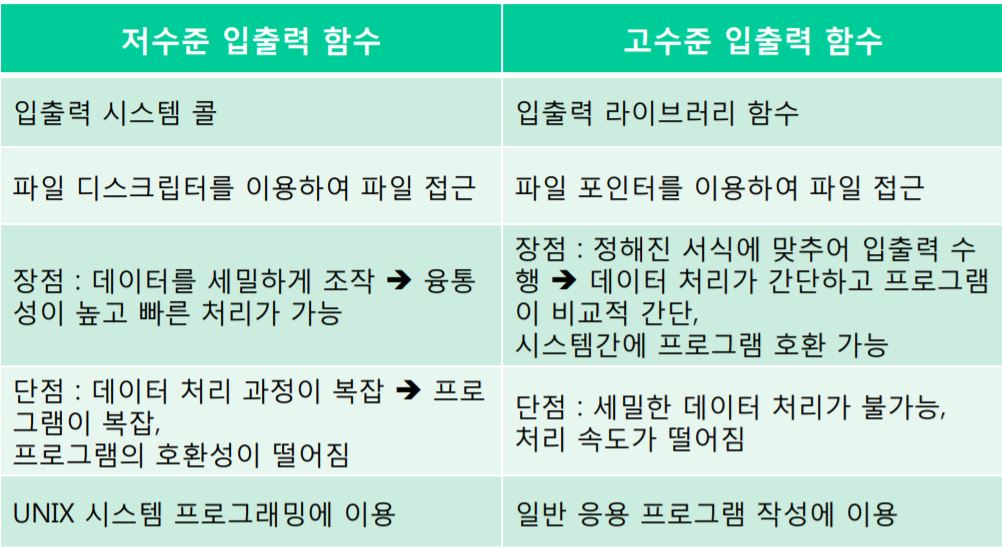 저수준 입출력 함수
고수준 입출력 함수
입출력 시스템 콜
입출력 라이브러리 함수
파일 디스크립터를 이용하여 파일 접근
파일 포인터를 이용하여 파일 접근
장점 : 데이터를 세밀하게 조작 ➔ 융통
성이 높고 빠른 처리가 가능
장점 : 정해진 서식에 맞추어 입출력 수
행 ➔ 데이터 처리가 간단하고 프로그램
이 비교적 간단,
시스템간에 프로그램 호환 가능
단점 : 데이터 처리 과정이 복잡 ➔ 프로
그램이 복잡,
프로그램의 호환성이 떨어짐
단점 : 세밀한 데이터 처리가 불가능,
처리 속도가 떨어짐
UNIX 시스템 프로그래밍에 이용
일반 응용 프로그램 작성에 이용